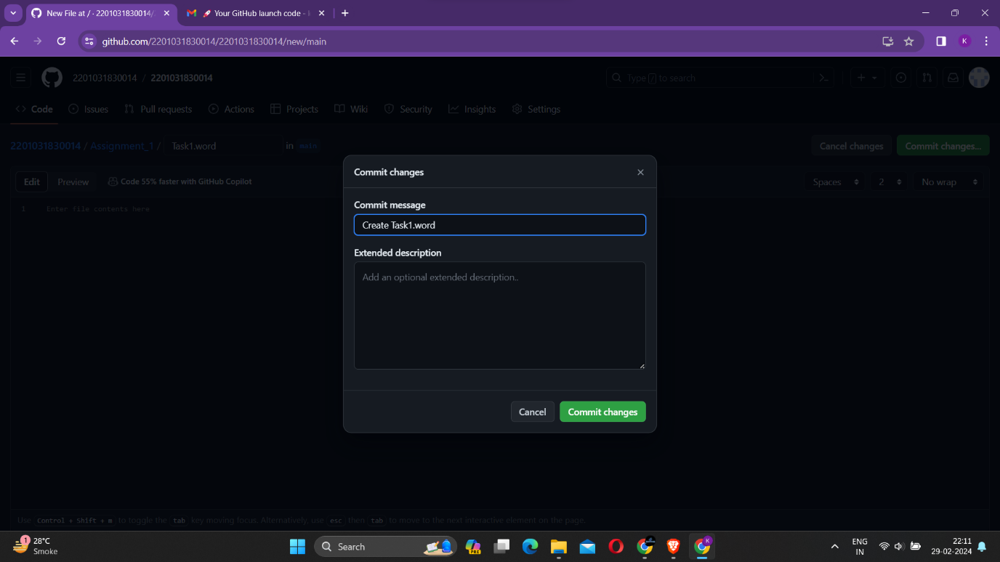 New File at / · 2201031830014/
Your GitHub launch code -
github.com/2201031830014/2201031830014/new/main
K
2201031830014 / 2201031830014
Type / to search
Code
Issues
Pull requests
Actions
Projects
Wiki
Security
Insights
Settings
2201031830014 / Assignment_1 / Task1.word in main
Cancel changes
Commit changes...
Edit
Preview
Code 55% faster with GitHub Copilot
Spaces
2
No wrap
1 Enter file contents here
Commit changes
Commit message
Create Task1.word
Extended description
Add an optional extended description..
Cancel
Commit changes
Use Control + Shift + m to toggle the tab key moving focus. Alternatively, use esc then tab to move to the next interactive element on the page.
1
28°C
Smoke
Search
PRE
K
ENG
IN
22:11
29-02-2024